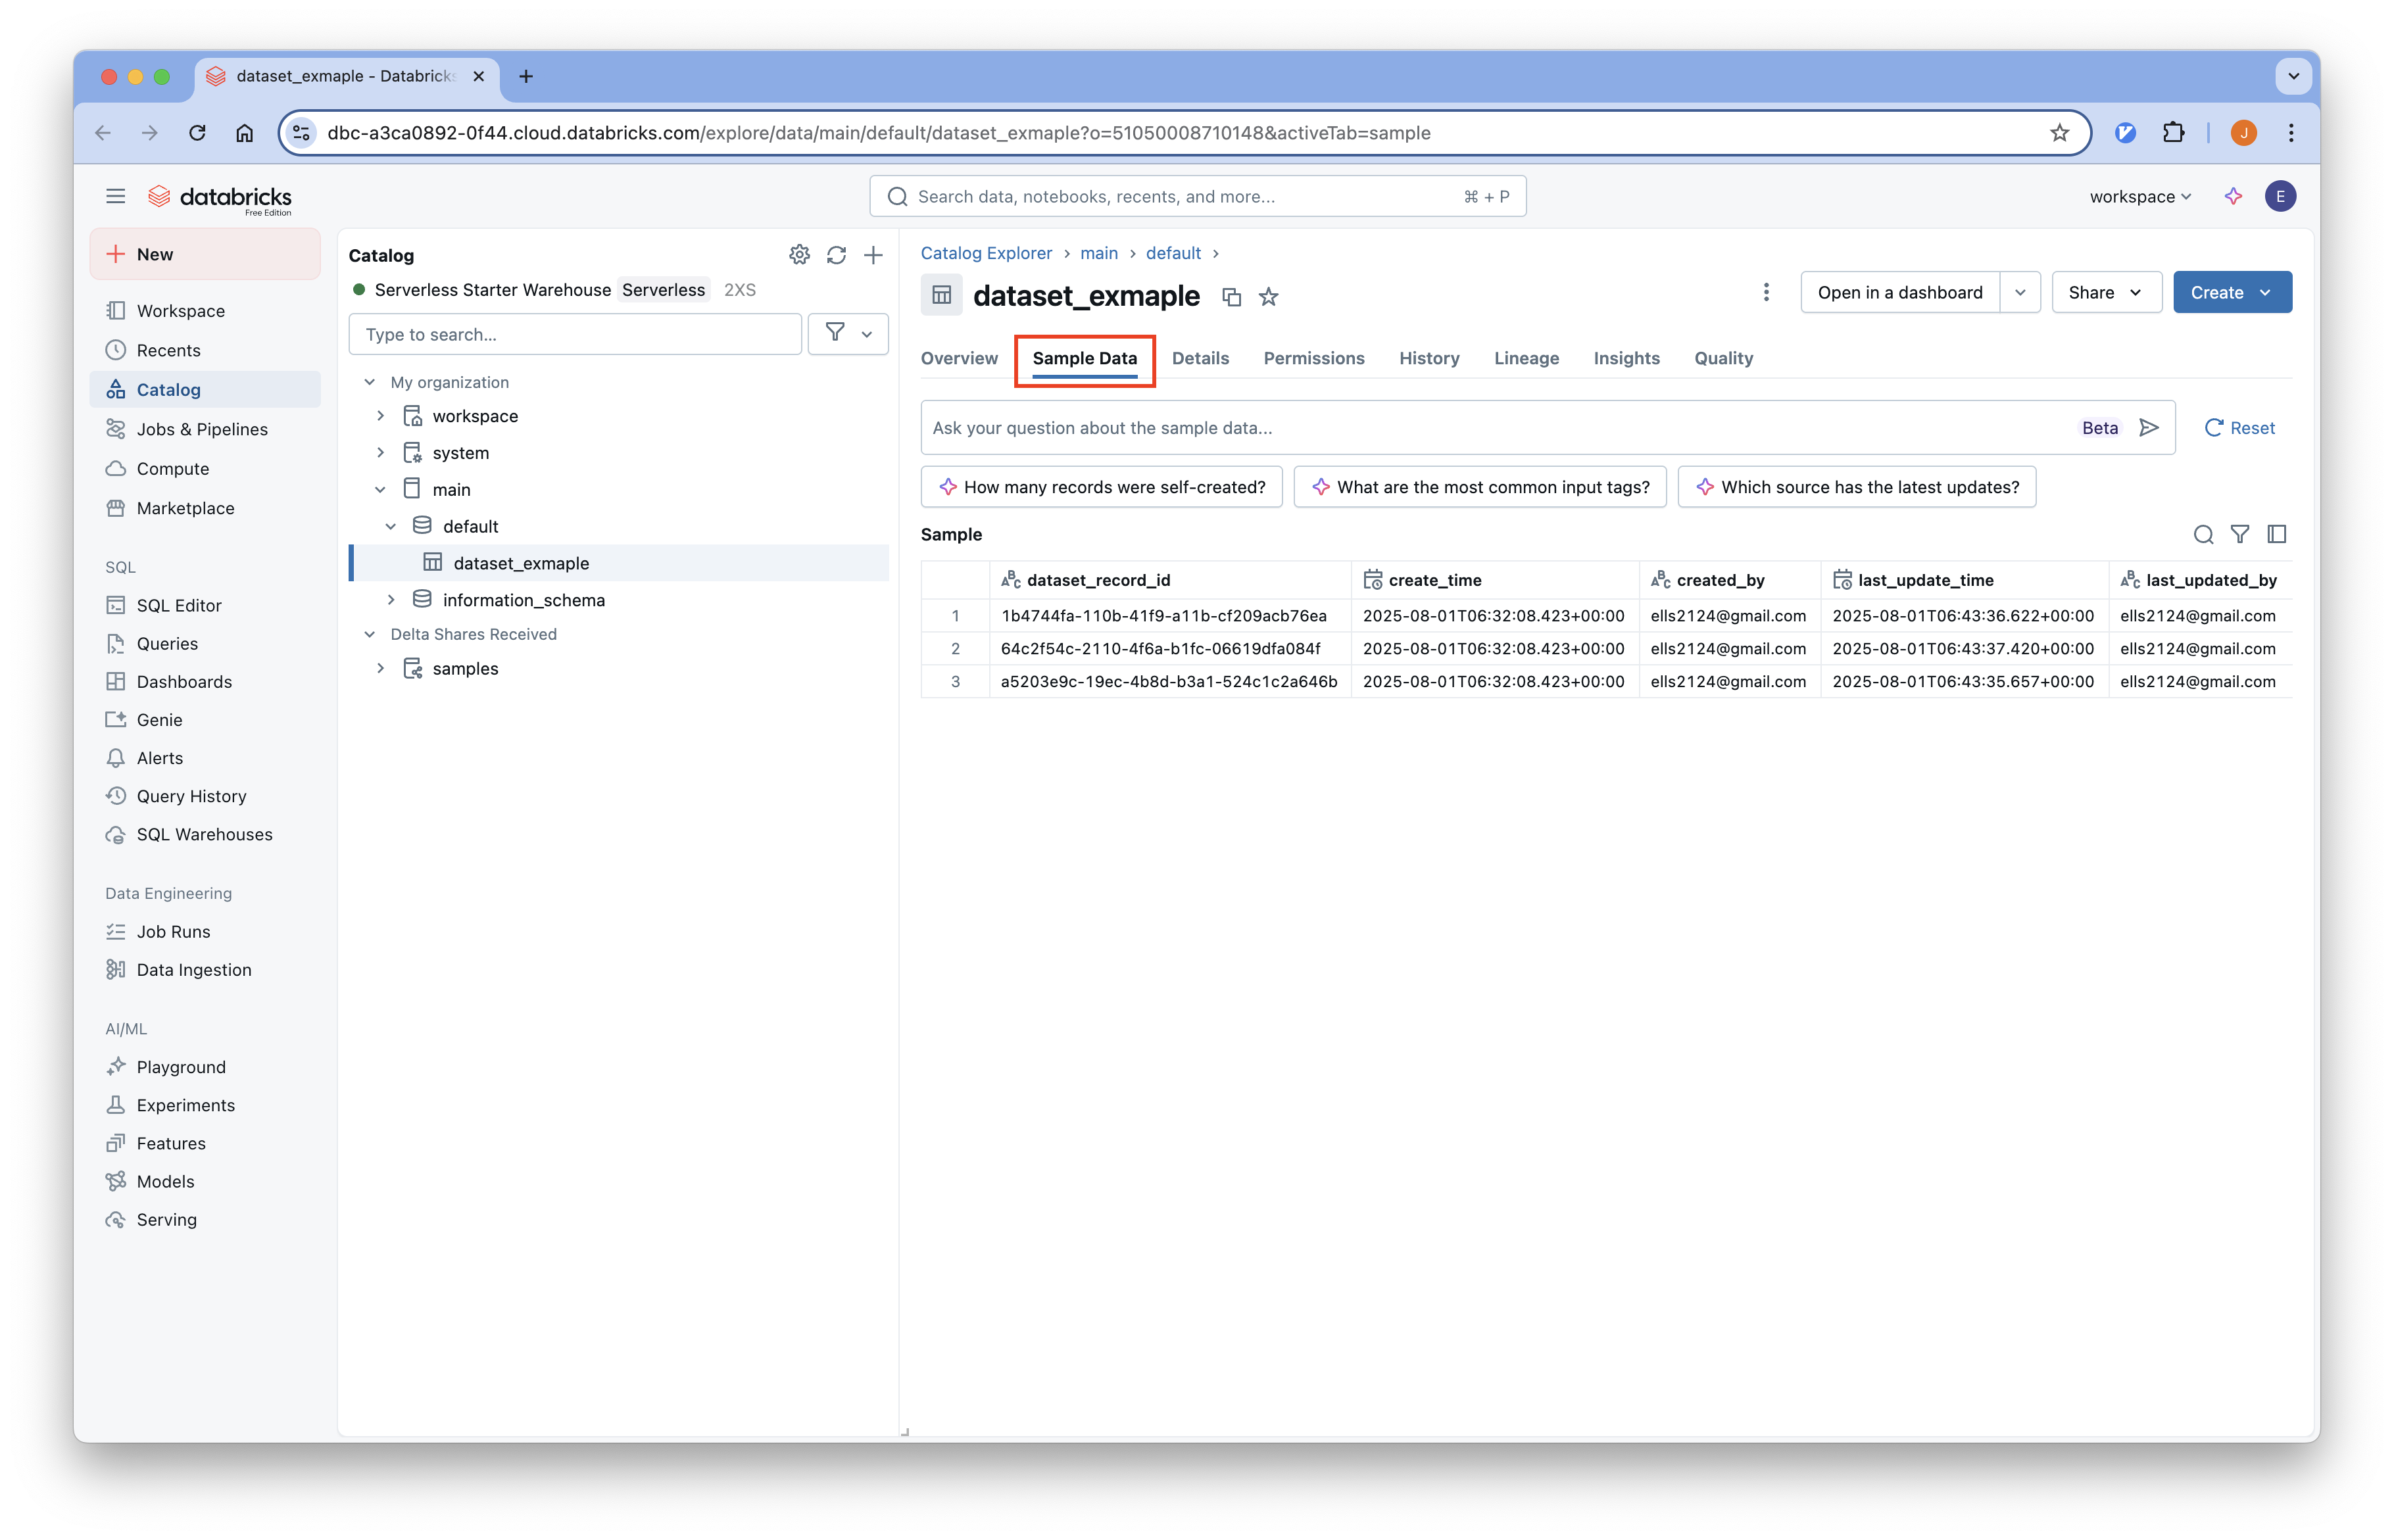 dataset_exmaple - Databricks
dbc-a3ca0892-0f44.cloud.databricks.com/explore/data/main/default/dataset_exmaple?o=51050008710148&activeTab=sample
J
databricks
Free Edition
Search data, notebooks, recents, and more...
⌘ + P
workspace
E
New
Workspace
Recents
Catalog
Jobs & Pipelines
Compute
Marketplace
SQL
SQL Editor
Queries
Dashboards
Genie
Alerts
Query History
SQL Warehouses
Data Engineering
Job Runs
Data Ingestion
AI/ML
Playground
Experiments
Features
Models
Serving
Catalog
Serverless Starter Warehouse Serverless 2XS
Type to search...
My organization
workspace
system
main
default
dataset_exmaple
information_schema
Delta Shares Received
samples
Catalog Explorer > main > default >
dataset_exmaple
Open in a dashboard
Share
Create
Overview Sample Data Details Permissions History Lineage Insights Quality
Ask your question about the sample data...
Beta
Reset
How many records were self-created?
What are the most common input tags?
Which source has the latest updates?
Sample
dataset_record_id create_time created_by last_update_time last_updated_by
1 1b4744fa-110b-41f9-a11b-cf209acb76ea 2025-08-01T06:32:08.423+00:00 ells2124@gmail.com 2025-08-01T06:43:36.622+00:00 ells2124@gmail.com
2 64c2f54c-2110-4f6a-b1fc-06619dfa084f 2025-08-01T06:32:08.423+00:00 ells2124@gmail.com 2025-08-01T06:43:37.420+00:00 ells2124@gmail.com
3 a5203e9c-19ec-4b8d-b3a1-524c1c2a646b 2025-08-01T06:32:08.423+00:00 ells2124@gmail.com 2025-08-01T06:43:35.657+00:00 ells2124@gmail.com